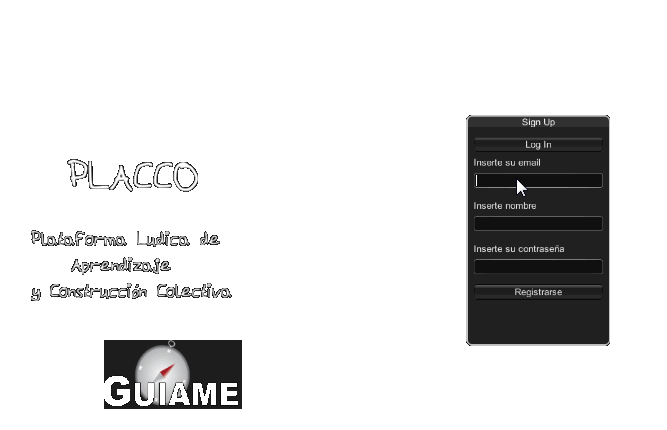 PLACCO
Plataforma Ludica de
Aprendizaje
y Construcción Colectiva
GUIAME
Sign Up
Log In
Inserte su email
Inserte nombre
Inserte su contraseña
Registrarse